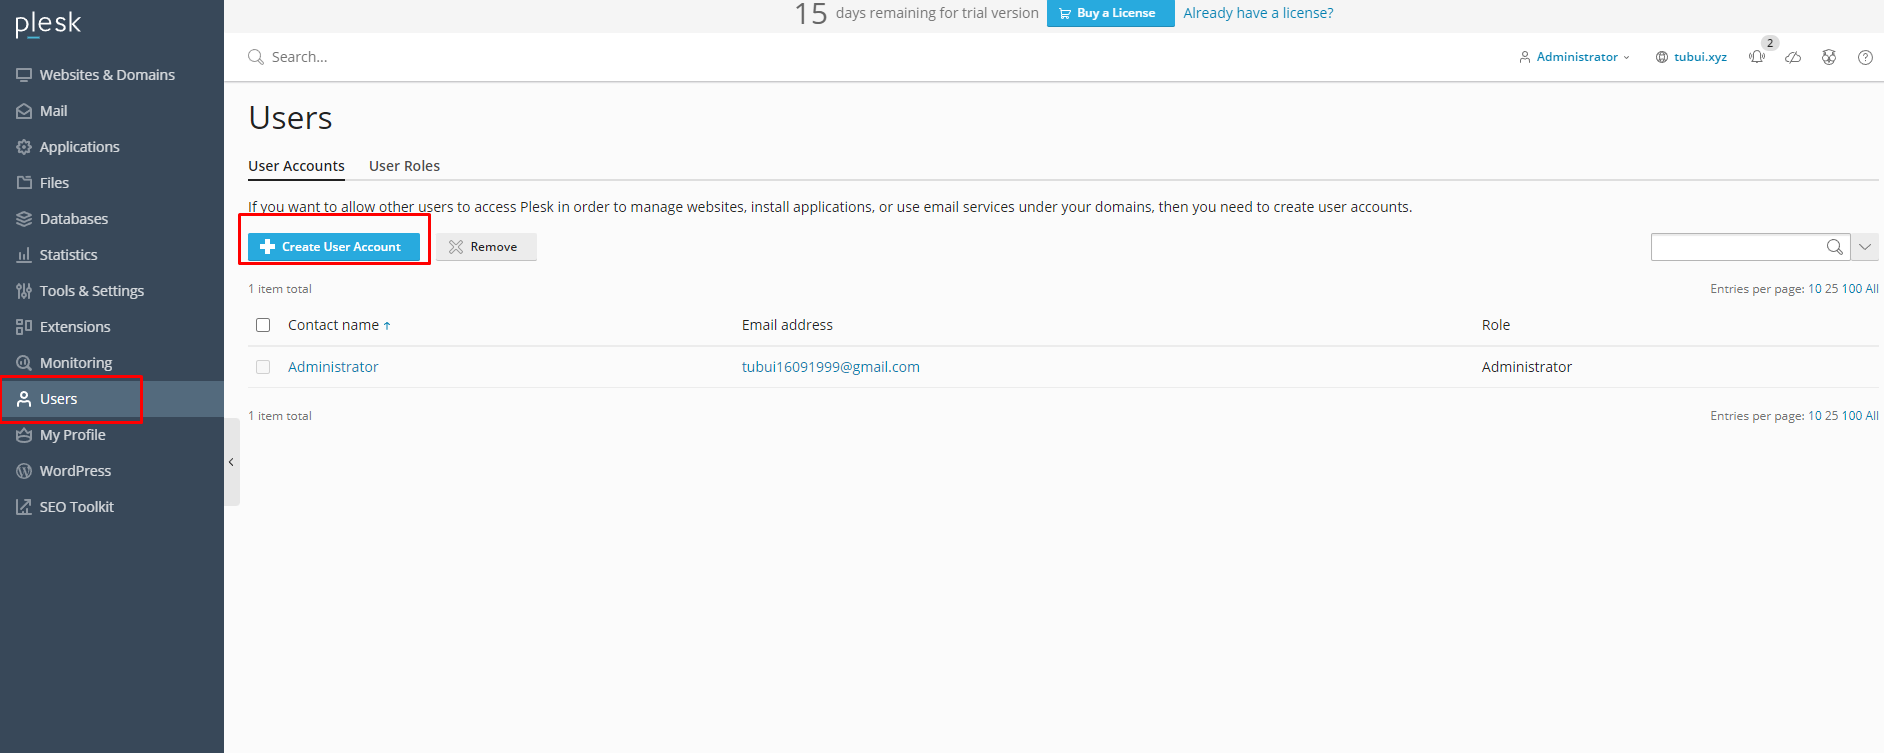 plesk
15 days remaining for trial version Buy a License Already have a license?
Search...
Administrator
tubui.xyz
2
Websites & Domains
Mail
Applications
Files
Databases
Statistics
Tools & Settings
Extensions
Monitoring
Users
My Profile
WordPress
SEO Toolkit
Users
User Accounts User Roles
If you want to allow other users to access Plesk in order to manage websites, install applications, or use email services under your domains, then you need to create user accounts.
Create User Account Remove
1 item total Entries per page: 10 25 100 All
Contact name ↑ Email address Role
Administrator tubui16091999@gmail.com Administrator
1 item total Entries per page: 10 25 100 All